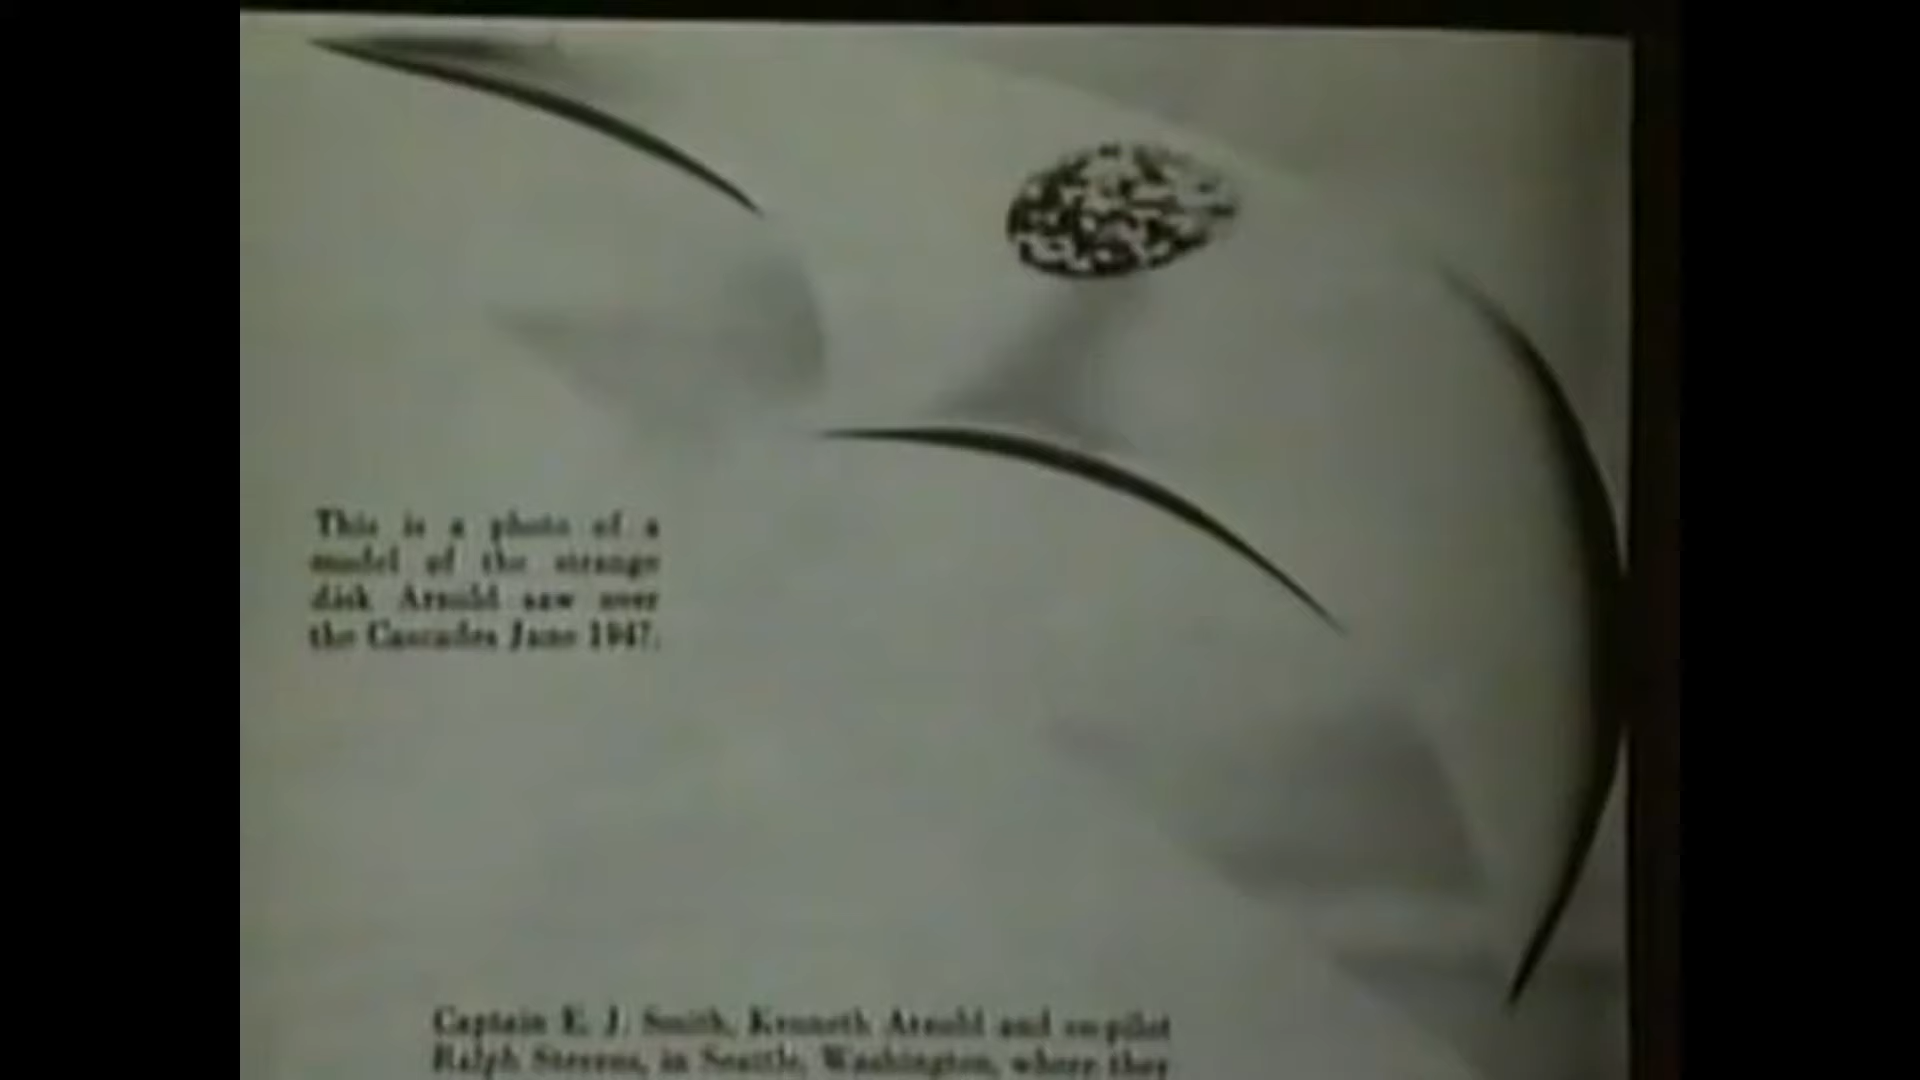 This is a photo of a
model of the strange
disk Arnold saw over
the Cascades June 1947.
Captain E. J. Smith, Kenneth Arnold and co-pilot
Ralph Stevens, in Seattle, Washington, where they